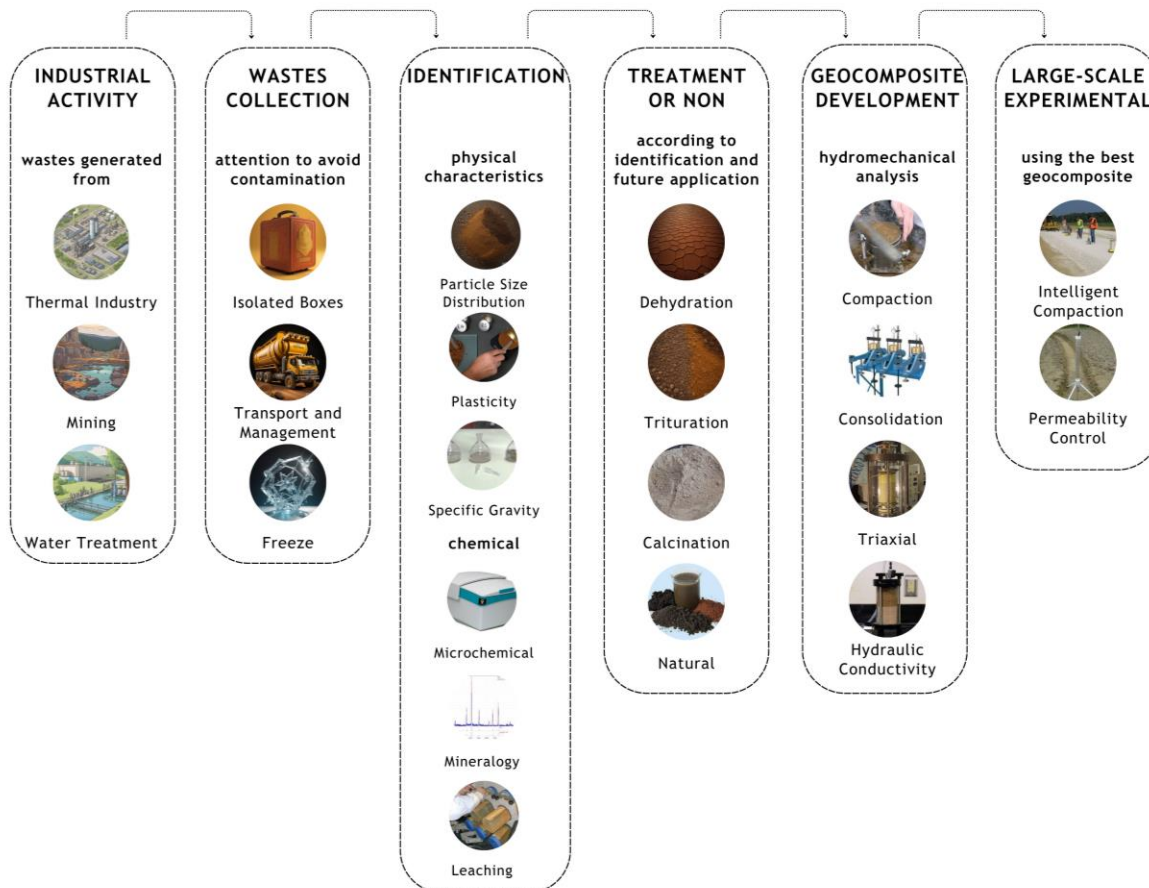 INDUSTRIAL
ACTIVITY
wastes generated
from
Thermal Industry
Mining
Water Treatment
WASTES
COLLECTION
attention to avoid
contamination
Isolated Boxes
Transport and
Management
Freeze
IDENTIFICATION
physical
characteristics
Particle Size
Distribution
Plasticity
Specific Gravity
chemical
Microchemical
Mineralogy
Leaching
TREATMENT
OR NON
according to
identification and
future application
Dehydration
Trituration
Calcination
Natural
GEOCOMPOSITE
DEVELOPMENT
hydromechanical
analysis
Compaction
Consolidation
Triaxial
Hydraulic
Conductivity
LARGE-SCALE
EXPERIMENTAL
using the best
geocomposite
Intelligent
Compaction
Permeability
Control